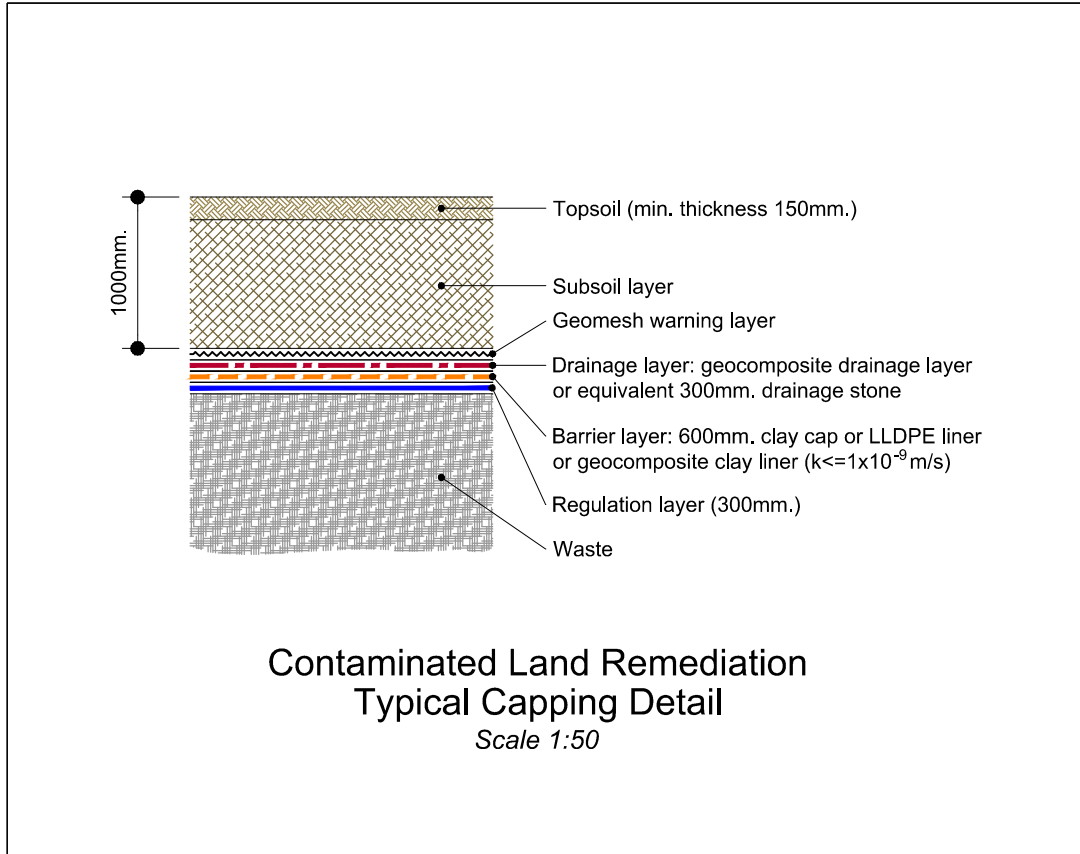 1000mm.
Topsoil (min. thickness 150mm.)
Subsoil layer
Geomesh warning layer
Drainage layer: geocomposite drainage layer
or equivalent 300mm. drainage stone
Barrier layer: 600mm. clay cap or LLDPE liner
or geocomposite clay liner (k<=1x10⁻⁹ m/s)
Regulation layer (300mm.)
Waste
Contaminated Land Remediation
Typical Capping Detail
Scale 1:50